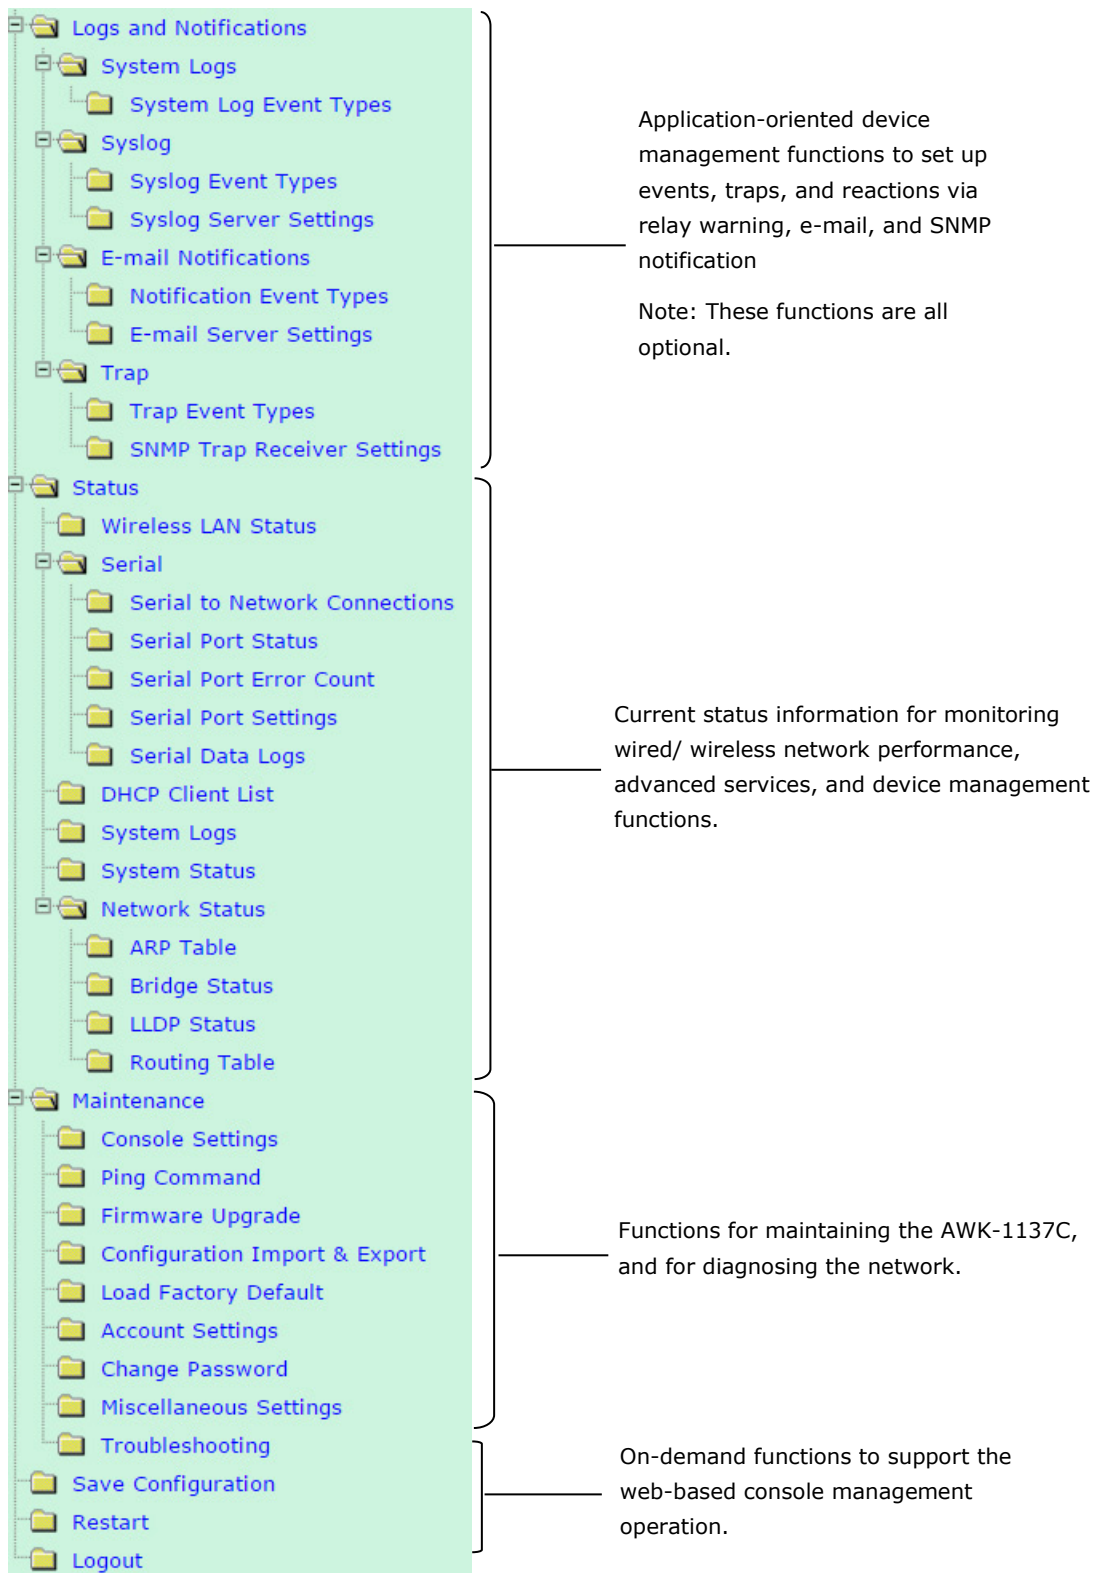 Logs and Notifications
System Logs
System Log Event Types
Syslog
Syslog Event Types
Syslog Server Settings
E-mail Notifications
Notification Event Types
E-mail Server Settings
Trap
Trap Event Types
SNMP Trap Receiver Settings
Application-oriented device
management functions to set up
events, traps, and reactions via
relay warning, e-mail, and SNMP
notification
Note: These functions are all
optional.
Status
Wireless LAN Status
Serial
Serial to Network Connections
Serial Port Status
Serial Port Error Count
Serial Port Settings
Serial Data Logs
DHCP Client List
System Logs
System Status
Network Status
ARP Table
Bridge Status
LLDP Status
Routing Table
Current status information for monitoring
wired/ wireless network performance,
advanced services, and device management
functions.
Maintenance
Console Settings
Ping Command
Firmware Upgrade
Configuration Import & Export
Load Factory Default
Account Settings
Change Password
Miscellaneous Settings
Troubleshooting
Functions for maintaining the AWK-1137C,
and for diagnosing the network.
Save Configuration
Restart
Logout
On-demand functions to support the
web-based console management
operation.